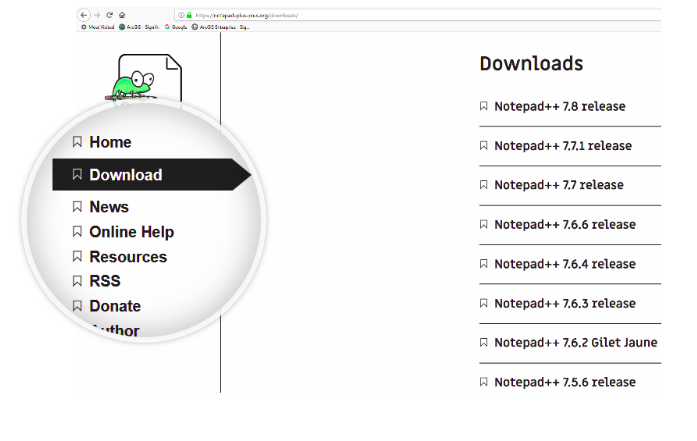 https://notepad-plus-plus.org/downloads/
Most Visited ArcGIS - Sign In Google ArcGIS Enterprise - Sig...
Home
Download
News
Online Help
Resources
RSS
Donate
Author
Downloads
Notepad++ 7.8 release
Notepad++ 7.7.1 release
Notepad++ 7.7 release
Notepad++ 7.6.6 release
Notepad++ 7.6.4 release
Notepad++ 7.6.3 release
Notepad++ 7.6.2 Gilet Jaune
Notepad++ 7.5.6 release